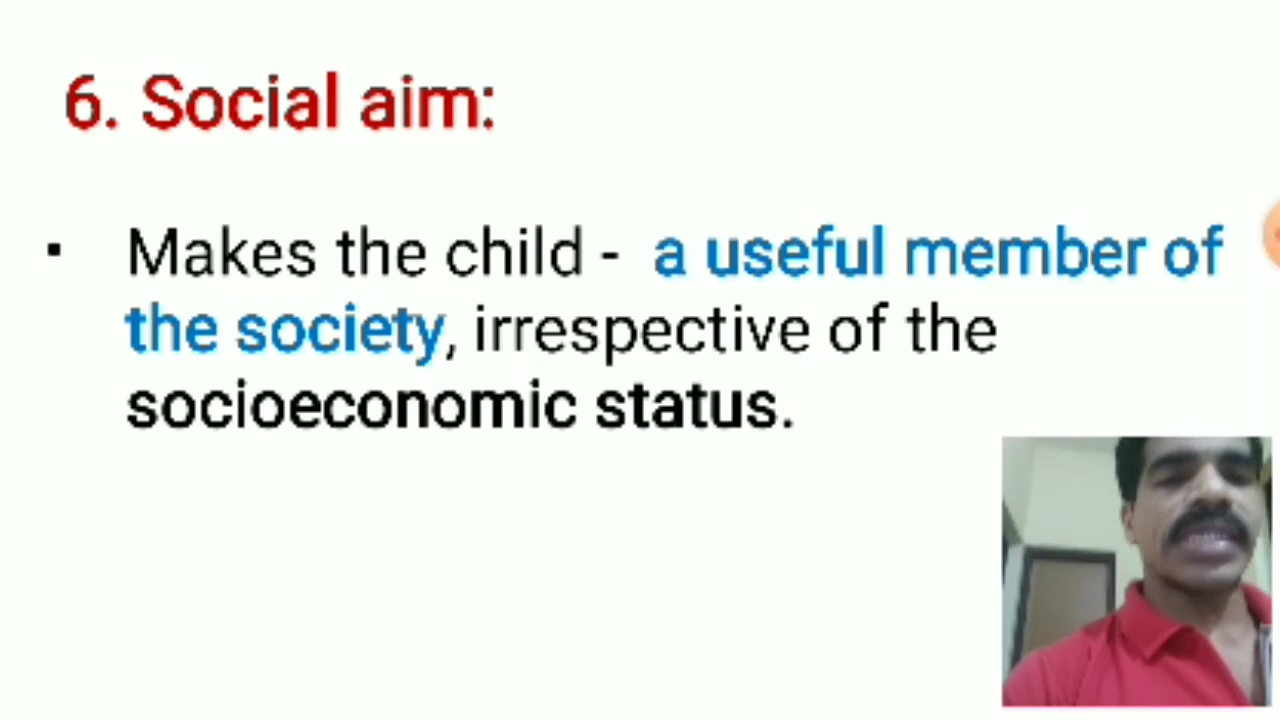 6. Social aim:
▪ Makes the child - a useful member of
the society, irrespective of the
socioeconomic status.